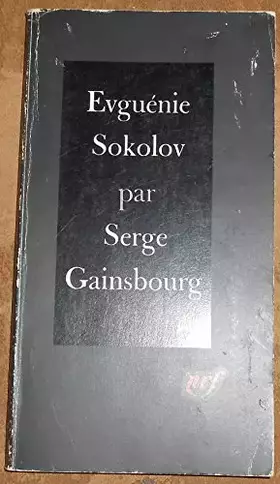 Evguénie
Sokolov
par
Serge
Gainsbourg
nrf